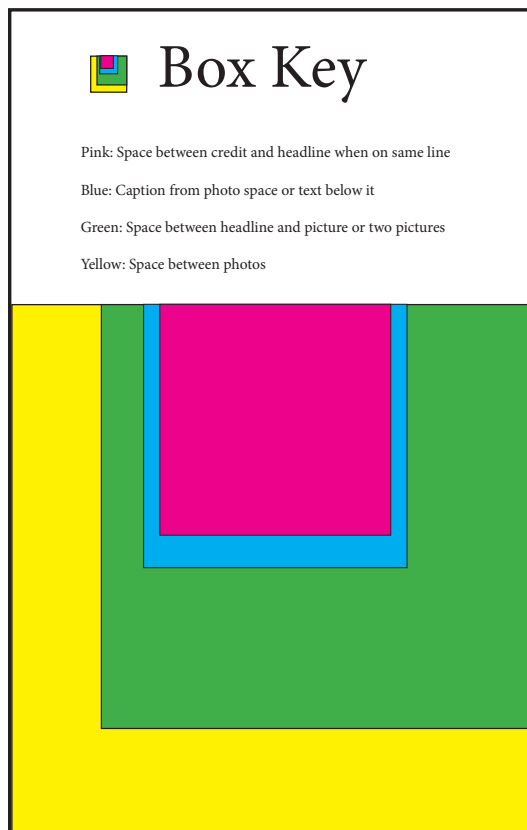 Box Key
Pink: Space between credit and headline when on same line
Blue: Caption from photo space or text below it
Green: Space between headline and picture or two pictures
Yellow: Space between photos